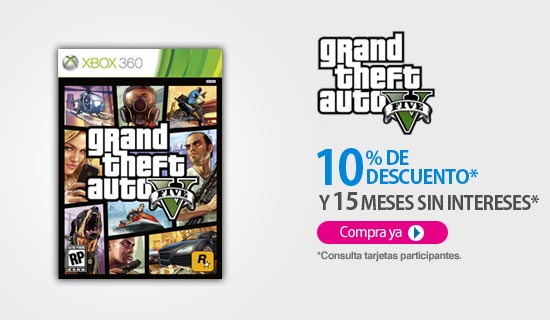 XBOX 360
grand
theft
auto
FIVE
V
RP
R
grand
theft
auto
FIVE
V
10% DE
DESCUENTO*
Y 15 MESES SIN INTERESES*
Compra ya
*Consulta tarjetas participantes.